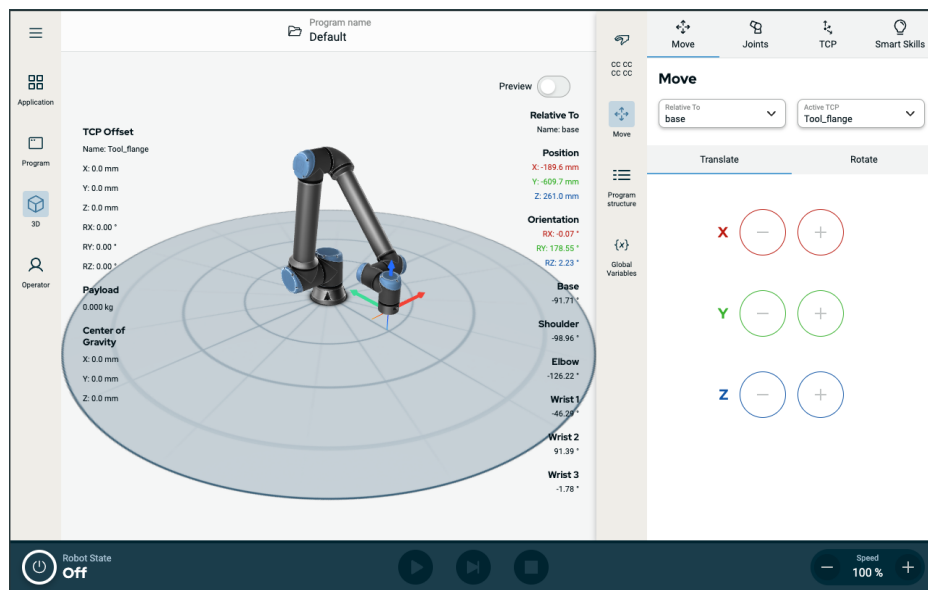 Program name
Default
Application
Program
3D
Operator
Preview
TCP Offset
Name: Tool_flange
X: 0.0 mm
Y: 0.0 mm
Z: 0.0 mm
RX: 0.00 °
RY: 0.00 °
RZ: 0.00 °
Payload
0.000 kg
Center of
Gravity
X: 0.0 mm
Y: 0.0 mm
Z: 0.0 mm
Relative To
Name: base
Position
X: -189.6 mm
Y: -609.7 mm
Z: 261.0 mm
Orientation
RX: -0.07 °
RY: 178.55 °
RZ: 2.23 °
Base
-91.71 °
Shoulder
-98.96 °
Elbow
-126.22 °
Wrist 1
-46.29 °
Wrist 2
91.39 °
Wrist 3
-1.78 °
CC CC
CC CC
Move
Program
structure
{x}
Global
Variables
Move
Joints
TCP
Smart Skills
Move
Relative To
base
Active TCP
Tool_flange
Translate
Rotate
X − +
Y − +
Z − +
Robot State
Off
Speed
− 100 % +